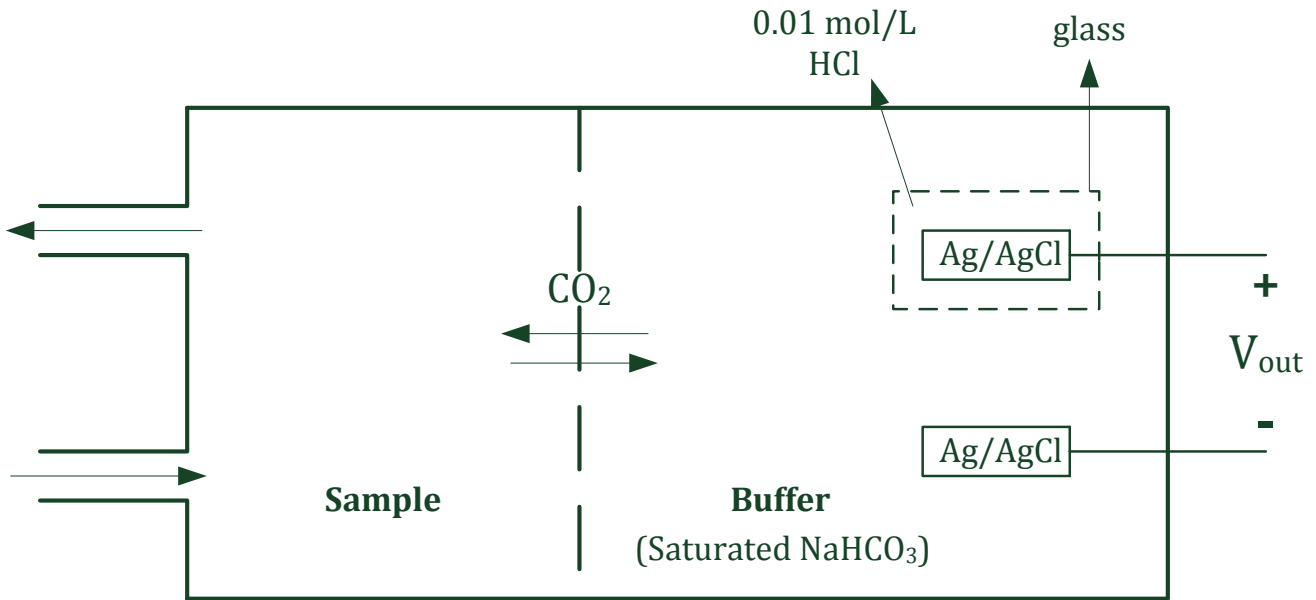 0.01 mol/L
HCl
glass
Ag/AgCl
+
CO₂
Vout
-
Ag/AgCl
Sample
Buffer
(Saturated NaHCO₃)